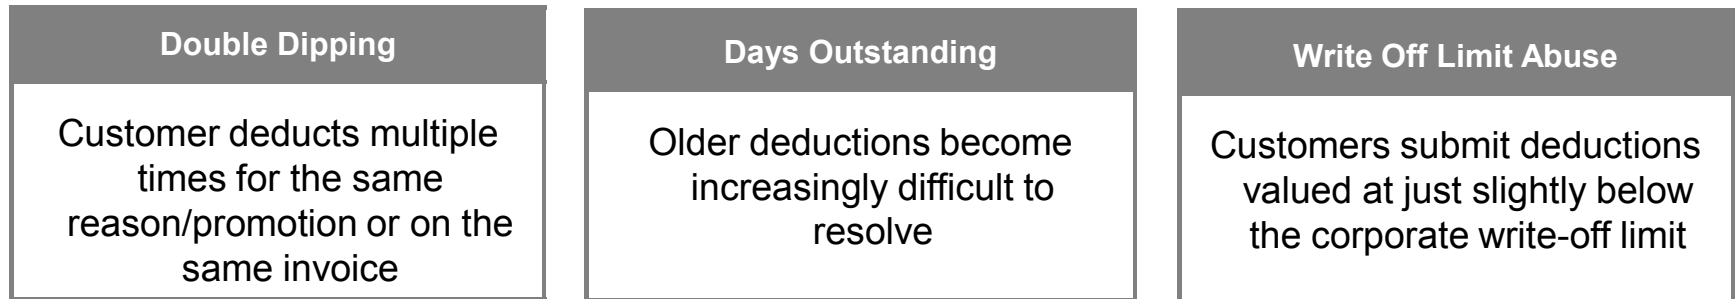 Double Dipping
Customer deducts multiple
times for the same
reason/promotion or on the
same invoice
Days Outstanding
Older deductions become
increasingly difficult to
resolve
Write Off Limit Abuse
Customers submit deductions
valued at just slightly below
the corporate write-off limit